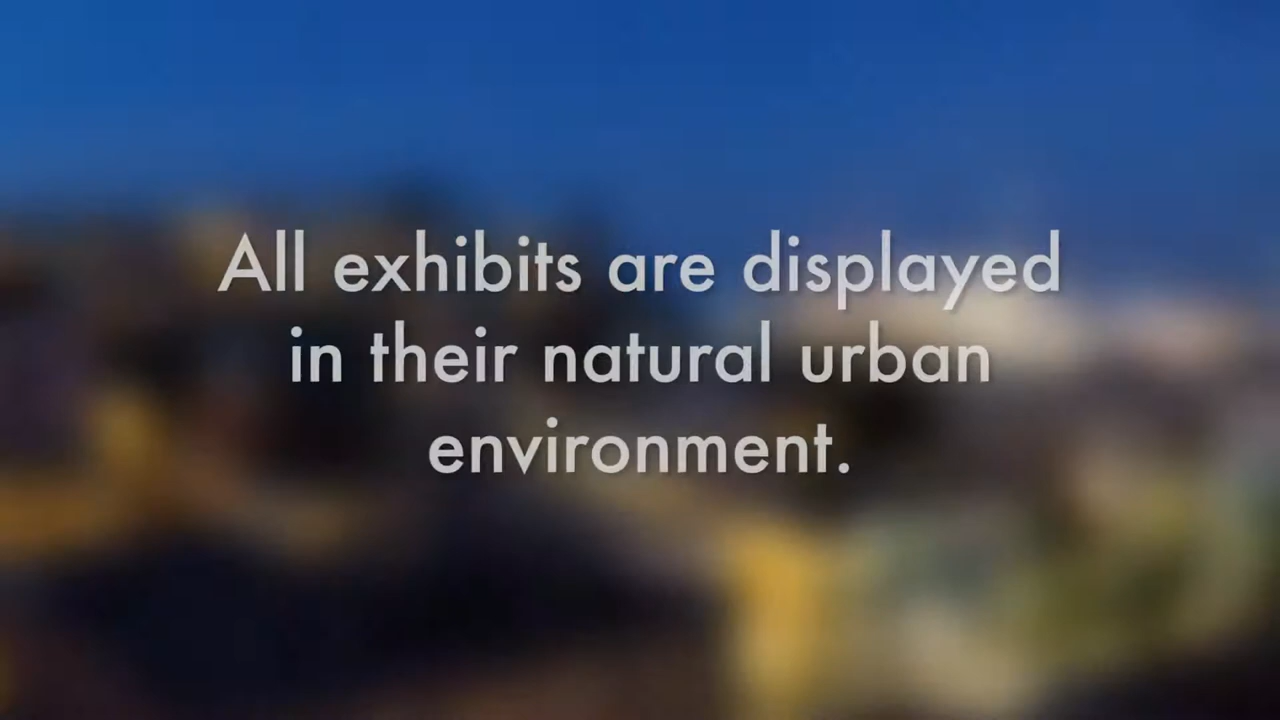 All exhibits are displayed
in their natural urban
environment.